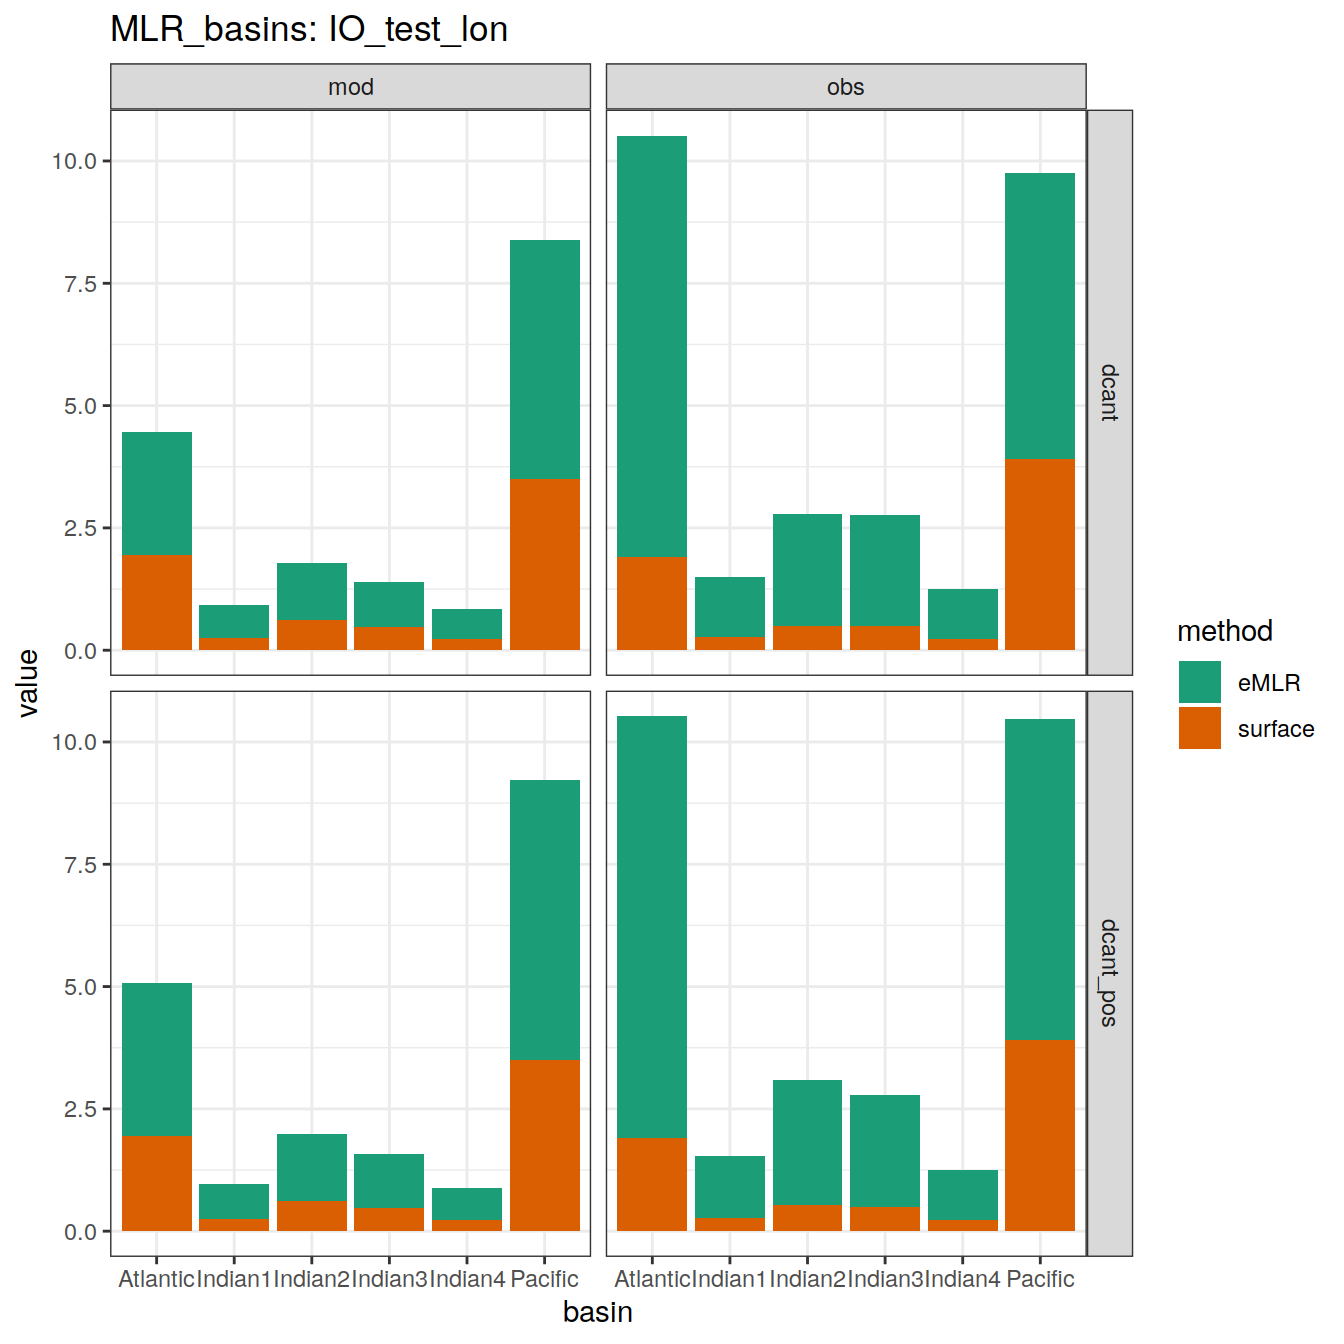 MLR_basins: IO_test_lon
mod
obs
10.0
7.5
5.0
2.5
0.0
dcant
10.0
7.5
5.0
2.5
0.0
dcant_pos
value
Atlantic Indian1 Indian2 Indian3 Indian4 Pacific
Atlantic Indian1 Indian2 Indian3 Indian4 Pacific
basin
method
eMLR
surface